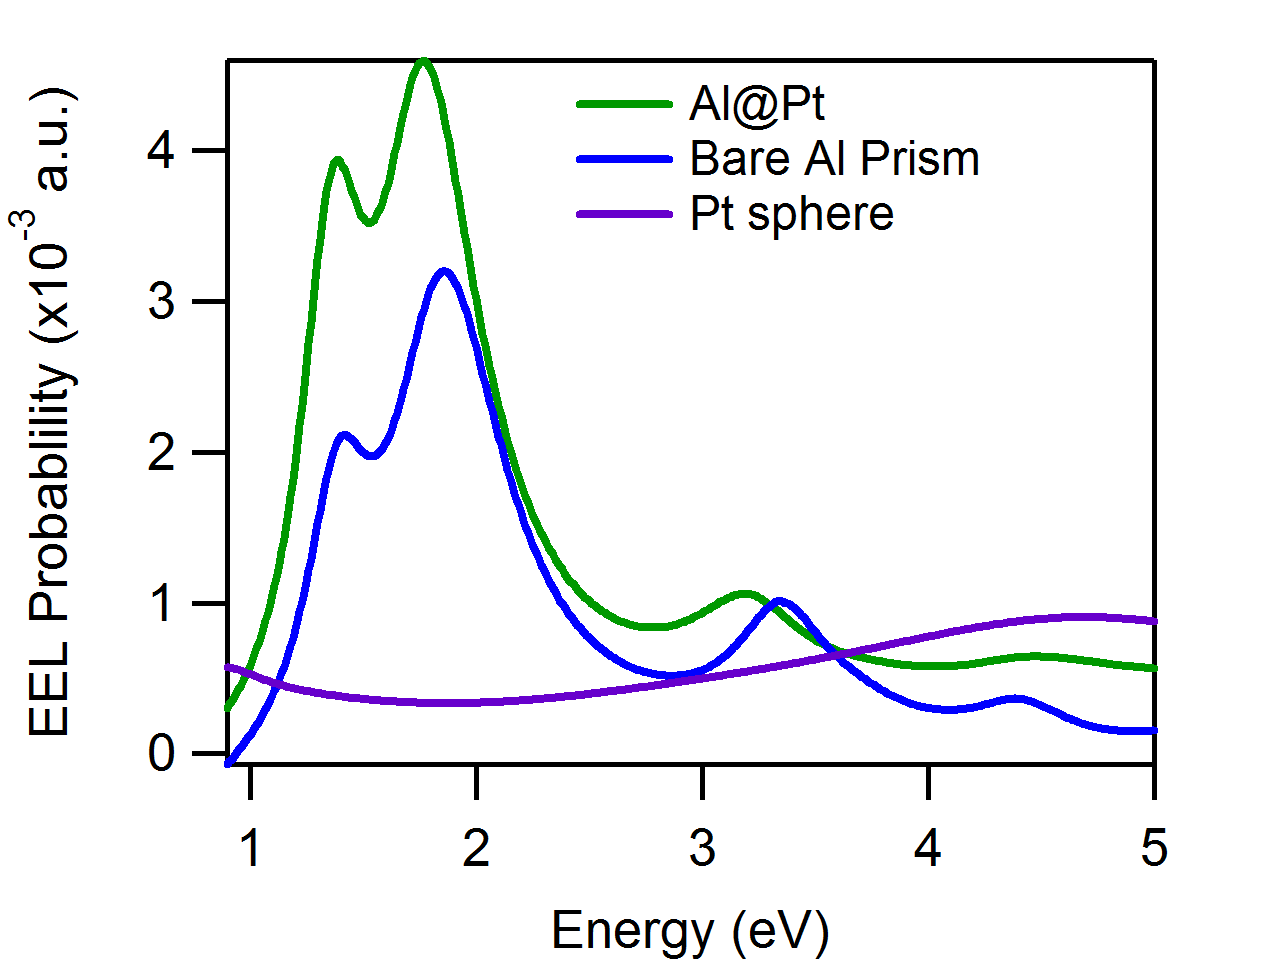 Al@Pt
Bare Al Prism
Pt sphere
EEL Probablility (x10⁻³ a.u.)
4
3
2
1
0
1 2 3 4 5
Energy (eV)